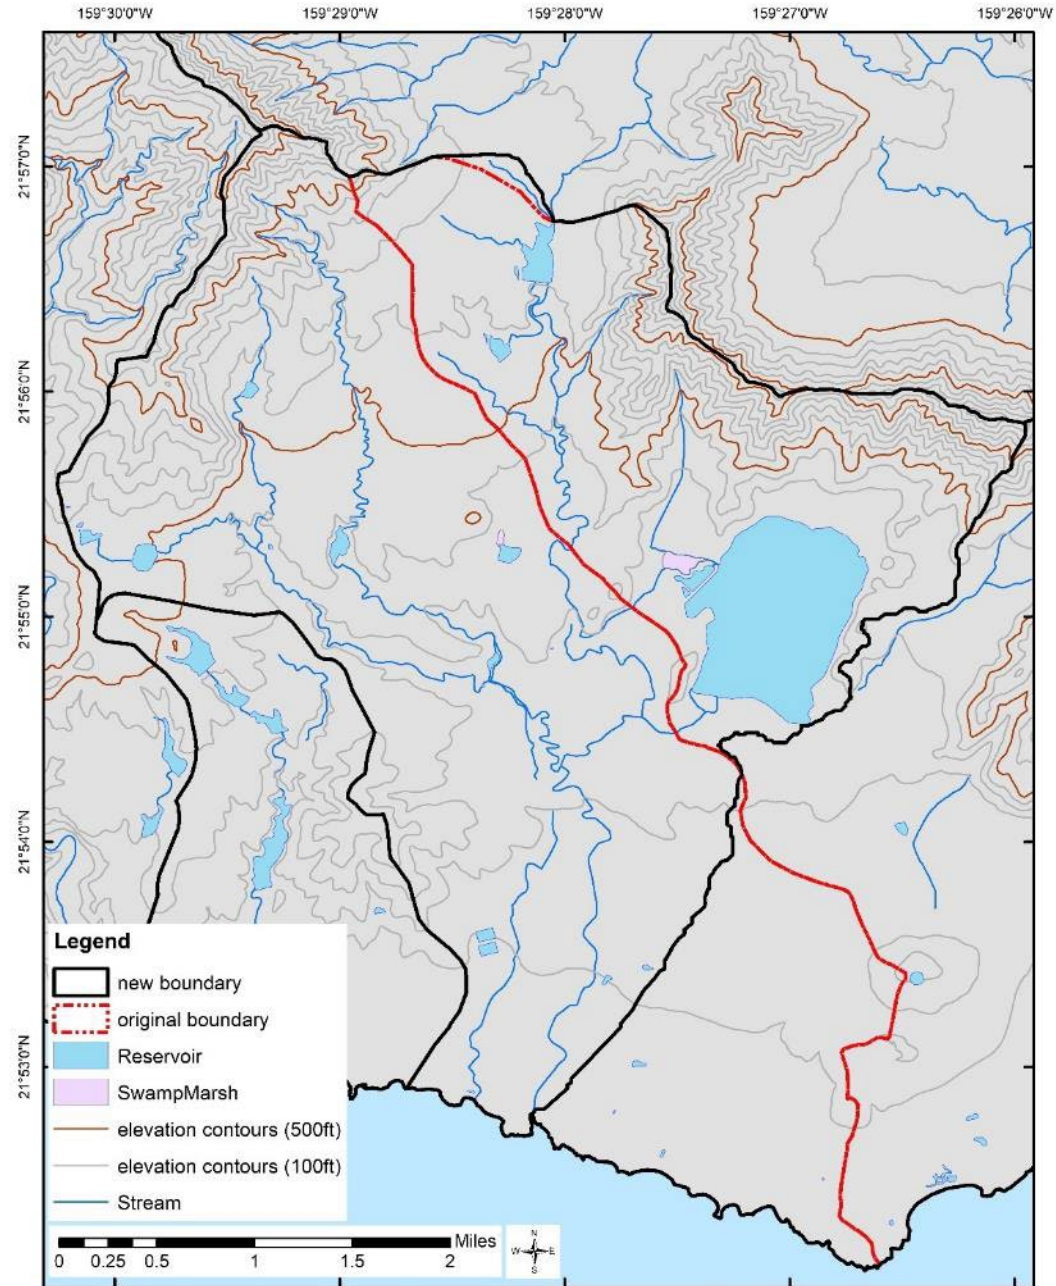 159°30'0"W 159°29'0"W 159°28'0"W 159°27'0"W 159°26'0"W
21°57'0"N
21°56'0"N
21°55'0"N
21°54'0"N
21°53'0"N
Legend
new boundary
original boundary
Reservoir
SwampMarsh
elevation contours (500ft)
elevation contours (100ft)
Stream
Miles
0 0.25 0.5 1 1.5 2
N
W E
S